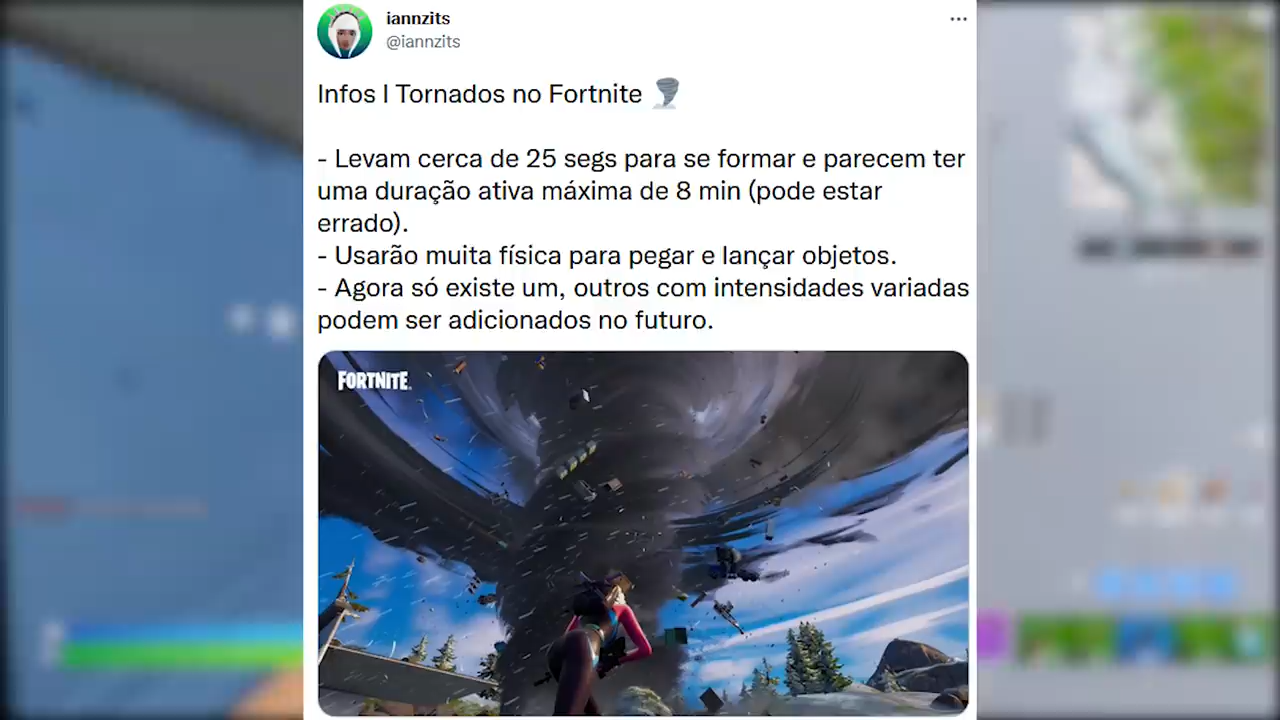 iannzits
@iannzits
Infos | Tornados no Fortnite 🌪
- Levam cerca de 25 segs para se formar e parecem ter
uma duração ativa máxima de 8 min (pode estar
errado).
- Usarão muita física para pegar e lançar objetos.
- Agora só existe um, outros com intensidades variadas
podem ser adicionados no futuro.
FORTNITE